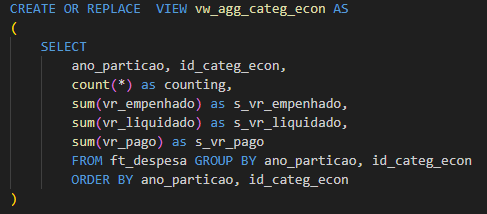 CREATE OR REPLACE  VIEW vw_agg_categ_econ AS
(
    SELECT
        ano_particao, id_categ_econ,
        count(*) as counting,
        sum(vr_empenhado) as s_vr_empenhado,
        sum(vr_liquidado) as s_vr_liquidado,
        sum(vr_pago) as s_vr_pago
        FROM ft_despesa GROUP BY ano_particao, id_categ_econ
        ORDER BY ano_particao, id_categ_econ
)